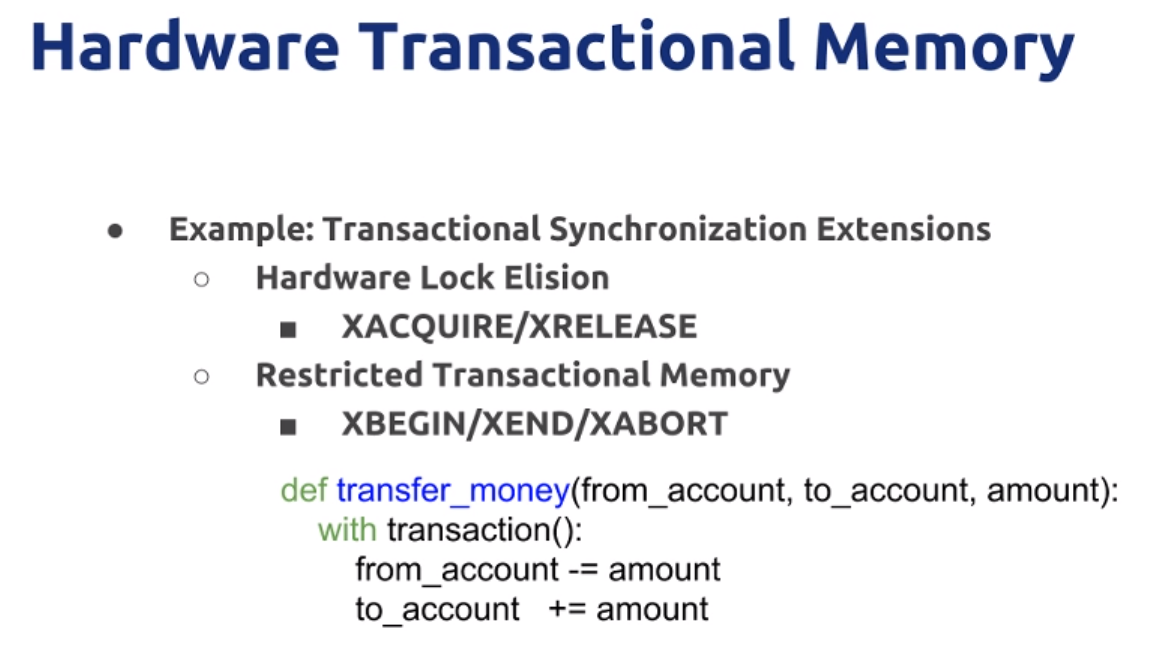 Hardware Transactional Memory
● Example: Transactional Synchronization Extensions
○ Hardware Lock Elision
■ XACQUIRE/XRELEASE
○ Restricted Transactional Memory
■ XBEGIN/XEND/XABORT
def transfer_money(from_account, to_account, amount):
with transaction():
from_account -= amount
to_account += amount